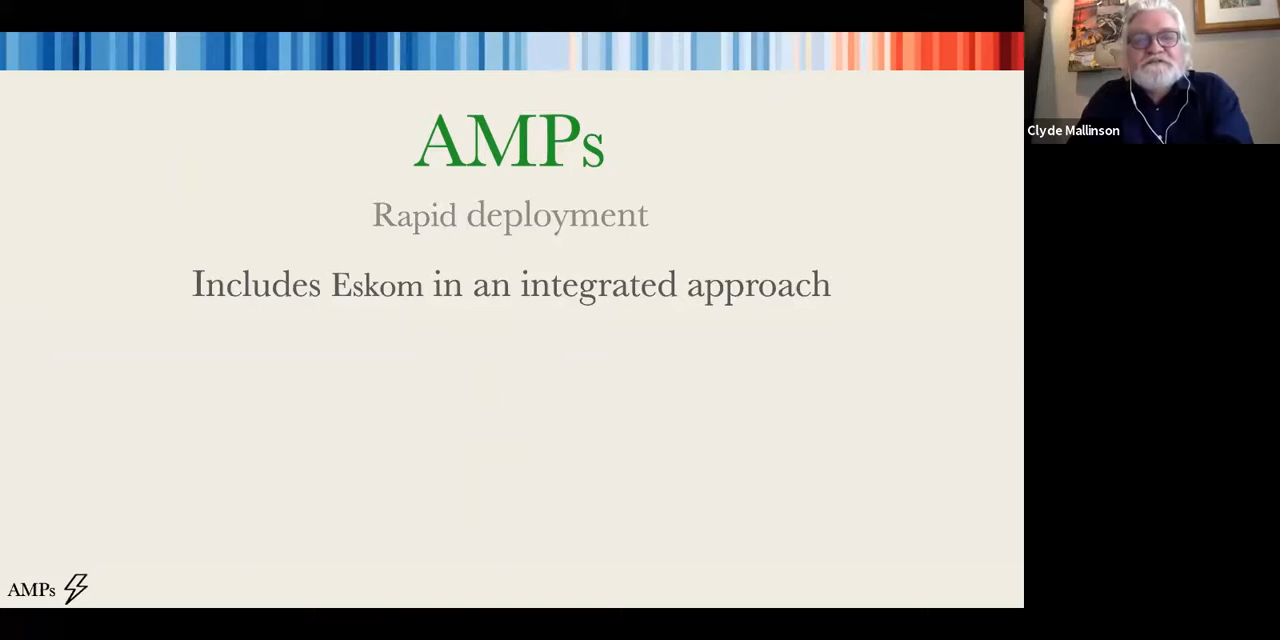 AMPs
Rapid deployment
Includes Eskom in an integrated approach
AMPs
Clyde Mallinson